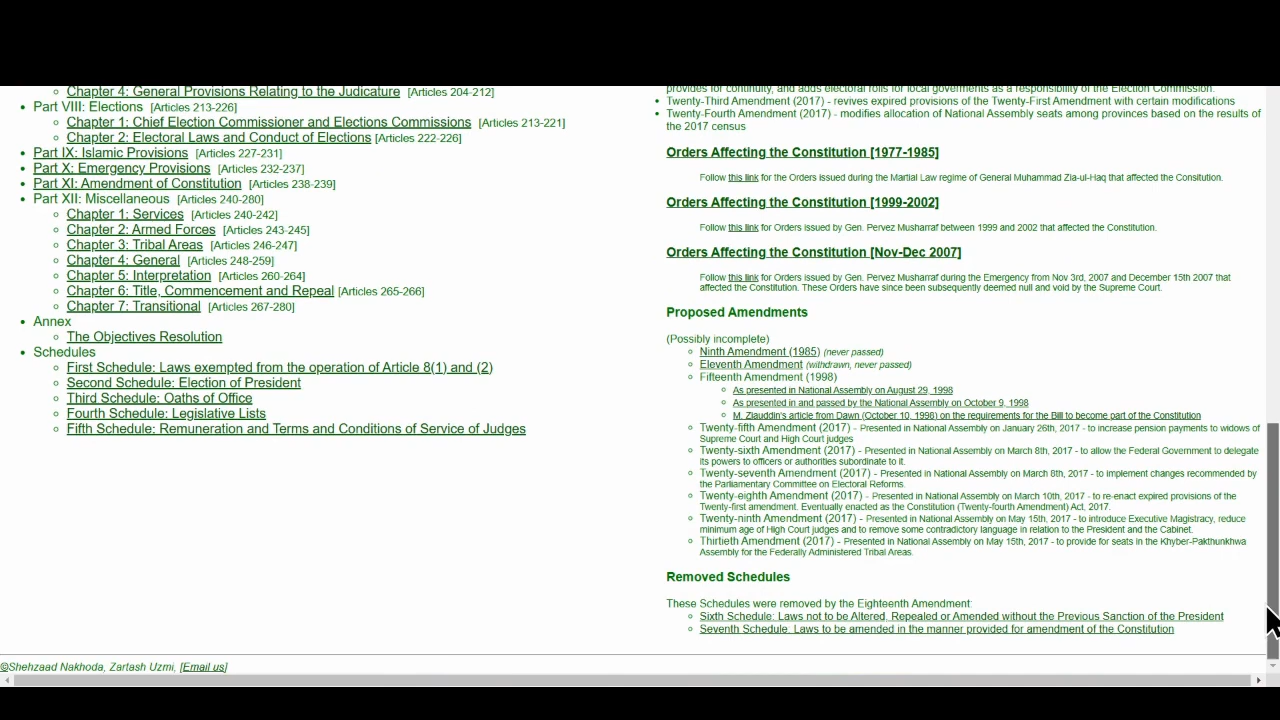 Chapter 4: General Provisions Relating to the Judicature [Articles 204-212]
Part VIII: Elections [Articles 213-226]
Chapter 1: Chief Election Commissioner and Elections Commissions [Articles 213-221]
Chapter 2: Electoral Laws and Conduct of Elections [Articles 222-226]
Part IX: Islamic Provisions [Articles 227-231]
Part X: Emergency Provisions [Articles 232-237]
Part XI: Amendment of Constitution [Articles 238-239]
Part XII: Miscellaneous [Articles 240-280]
Chapter 1: Services [Articles 240-242]
Chapter 2: Armed Forces [Articles 243-245]
Chapter 3: Tribal Areas [Articles 246-247]
Chapter 4: General [Articles 248-259]
Chapter 5: Interpretation [Articles 260-264]
Chapter 6: Title, Commencement and Repeal [Articles 265-266]
Chapter 7: Transitional [Articles 267-280]
Annex
The Objectives Resolution
Schedules
First Schedule: Laws exempted from the operation of Article 8(1) and (2)
Second Schedule: Election of President
Third Schedule: Oaths of Office
Fourth Schedule: Legislative Lists
Fifth Schedule: Remuneration and Terms and Conditions of Service of Judges
provides for continuity, and adds electoral rolls for local goverments as a responsibility of the Election Commission.
Twenty-Third Amendment (2017) - revives expired provisions of the Twenty-First Amendment with certain modifications
Twenty-Fourth Amendment (2017) - modifies allocation of National Assembly seats among provinces based on the results of
the 2017 census
Orders Affecting the Constitution [1977-1985]
Follow this link for the Orders issued during the Martial Law regime of General Muhammad Zia-ul-Haq that affected the Consitution.
Orders Affecting the Constitution [1999-2002]
Follow this link for Orders issued by Gen. Pervez Musharraf between 1999 and 2002 that affected the Constitution.
Orders Affecting the Constitution [Nov-Dec 2007]
Follow this link for Orders issued by Gen. Pervez Musharraf during the Emergency from Nov 3rd, 2007 and December 15th 2007 that
affected the Constitution. These Orders have since been subsequently deemed null and void by the Supreme Court.
Proposed Amendments
(Possibly incomplete)
Ninth Amendment (1985) (never passed)
Eleventh Amendment (withdrawn, never passed)
Fifteenth Amendment (1998)
As presented in National Assembly on August 29, 1998
As presented in and passed by the National Assembly on October 9, 1998
M. Ziauddin's article from Dawn (October 10, 1998) on the requirements for the Bill to become part of the Constitution
Twenty-fifth Amendment (2017) - Presented in National Assembly on January 26th, 2017 - to increase pension payments to widows of
Supreme Court and High Court judges
Twenty-sixth Amendment (2017) - Presented in National Assembly on March 8th, 2017 - to allow the Federal Government to delegate
its powers to officers or authorities subordinate to it.
Twenty-seventh Amendment (2017) - Presented in National Assembly on March 8th, 2017 - to implement changes recommended by
the Parliamentary Committee on Electoral Reforms.
Twenty-eighth Amendment (2017) - Presented in National Assembly on March 10th, 2017 - to re-enact expired provisions of the
Twenty-first amendment. Eventually enacted as the Constitution (Twenty-fourth Amendment) Act, 2017.
Twenty-ninth Amendment (2017) - Presented in National Assembly on May 15th, 2017 - to introduce Executive Magistracy, reduce
minimum age of High Court judges and to remove some contradictory language in relation to the President and the Cabinet.
Thirtieth Amendment (2017) - Presented in National Assembly on May 15th, 2017 - to provide for seats in the Khyber-Pakthunkhwa
Assembly for the Federally Administered Tribal Areas.
Removed Schedules
These Schedules were removed by the Eighteenth Amendment:
Sixth Schedule: Laws not to be Altered, Repealed or Amended without the Previous Sanction of the President
Seventh Schedule: Laws to be amended in the manner provided for amendment of the Constitution
©Shehzaad Nakhoda, Zartash Uzmi, [Email us]